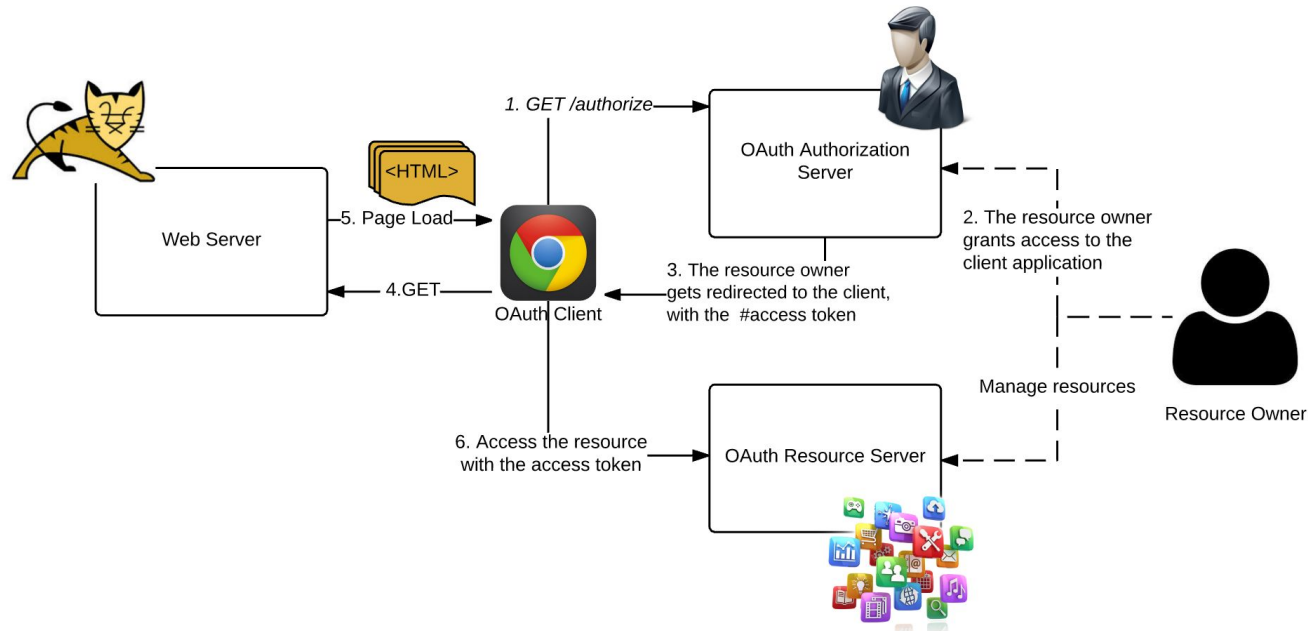 1. GET /authorize
OAuth Authorization
Server
<HTML>
5. Page Load
Web Server
2. The resource owner
grants access to the
client application
3. The resource owner
gets redirected to the client,
with the #access token
4.GET
OAuth Client
Manage resources
Resource Owner
6. Access the resource
with the access token
OAuth Resource Server